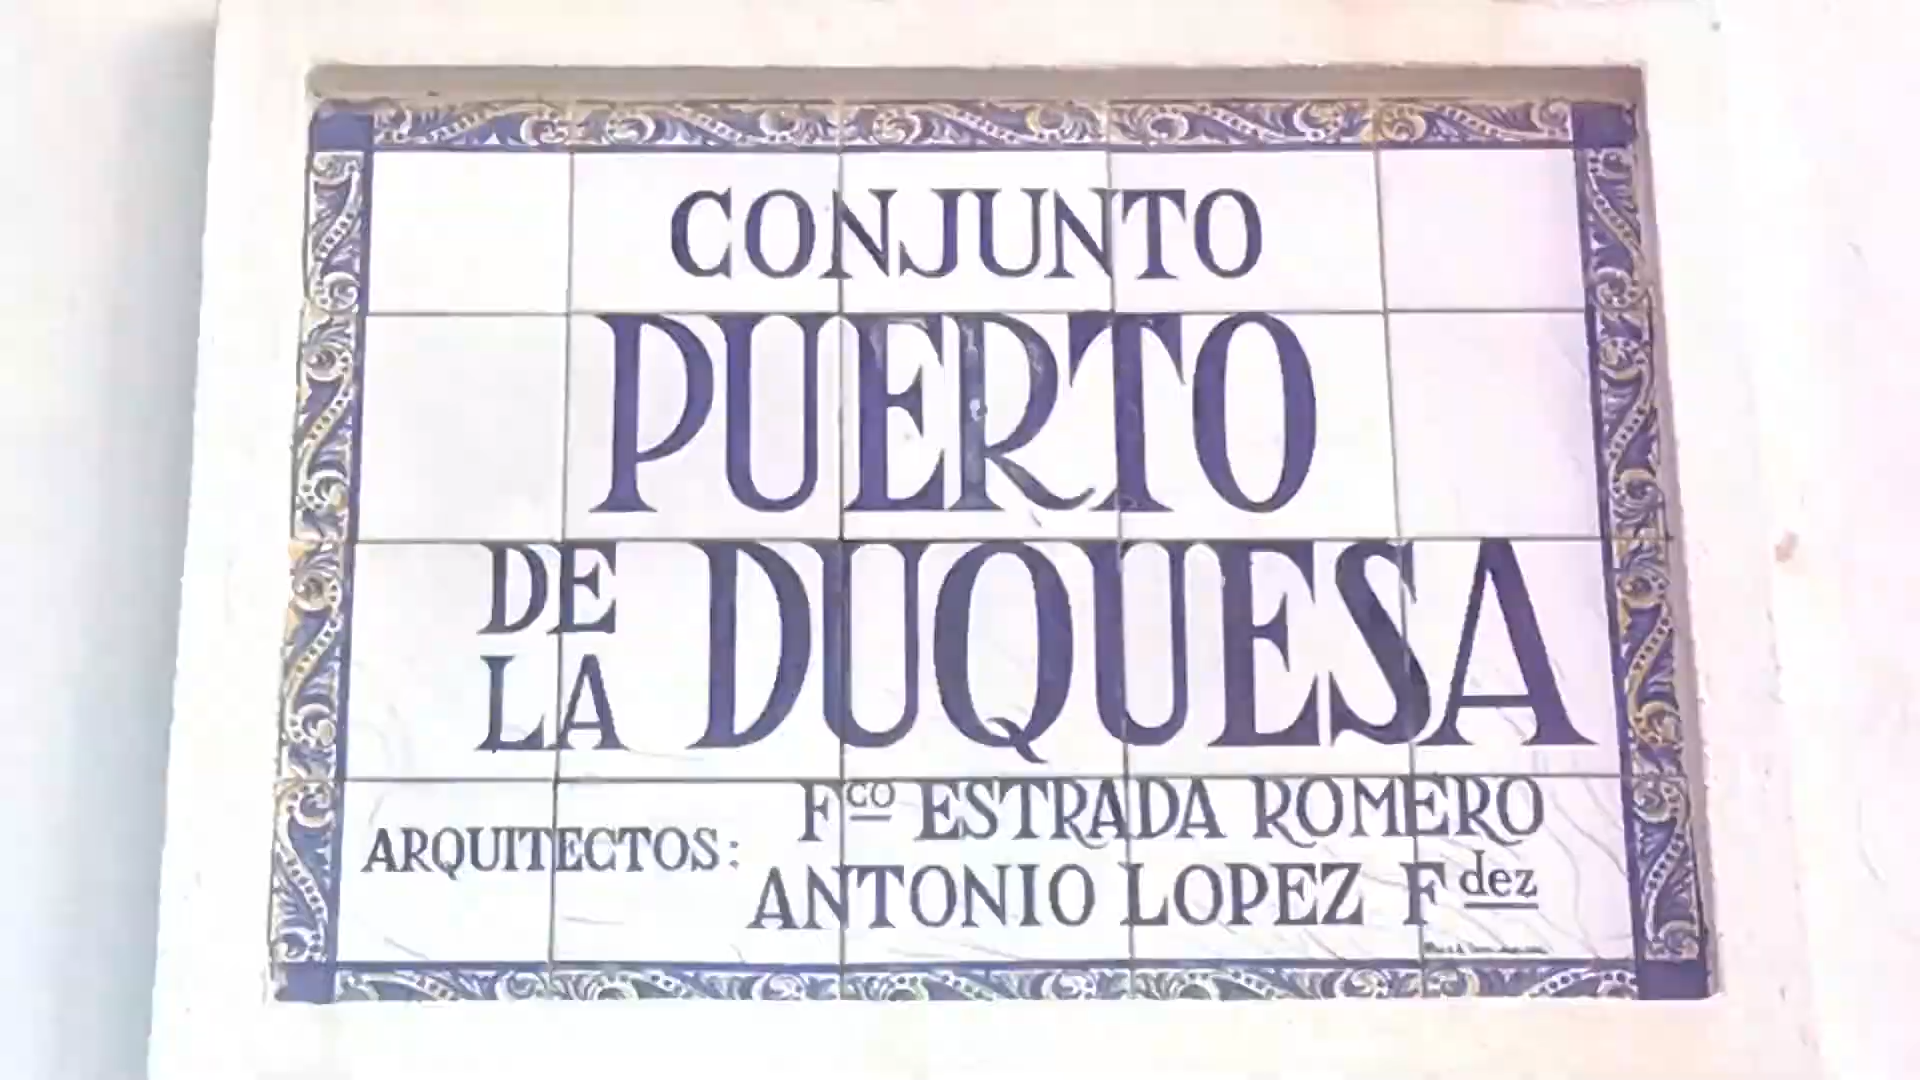 CONJUNTO
PUERTO
DE LA DUQUESA
ARQUITECTOS: Fco ESTRADA ROMERO
ANTONIO LOPEZ Fdez